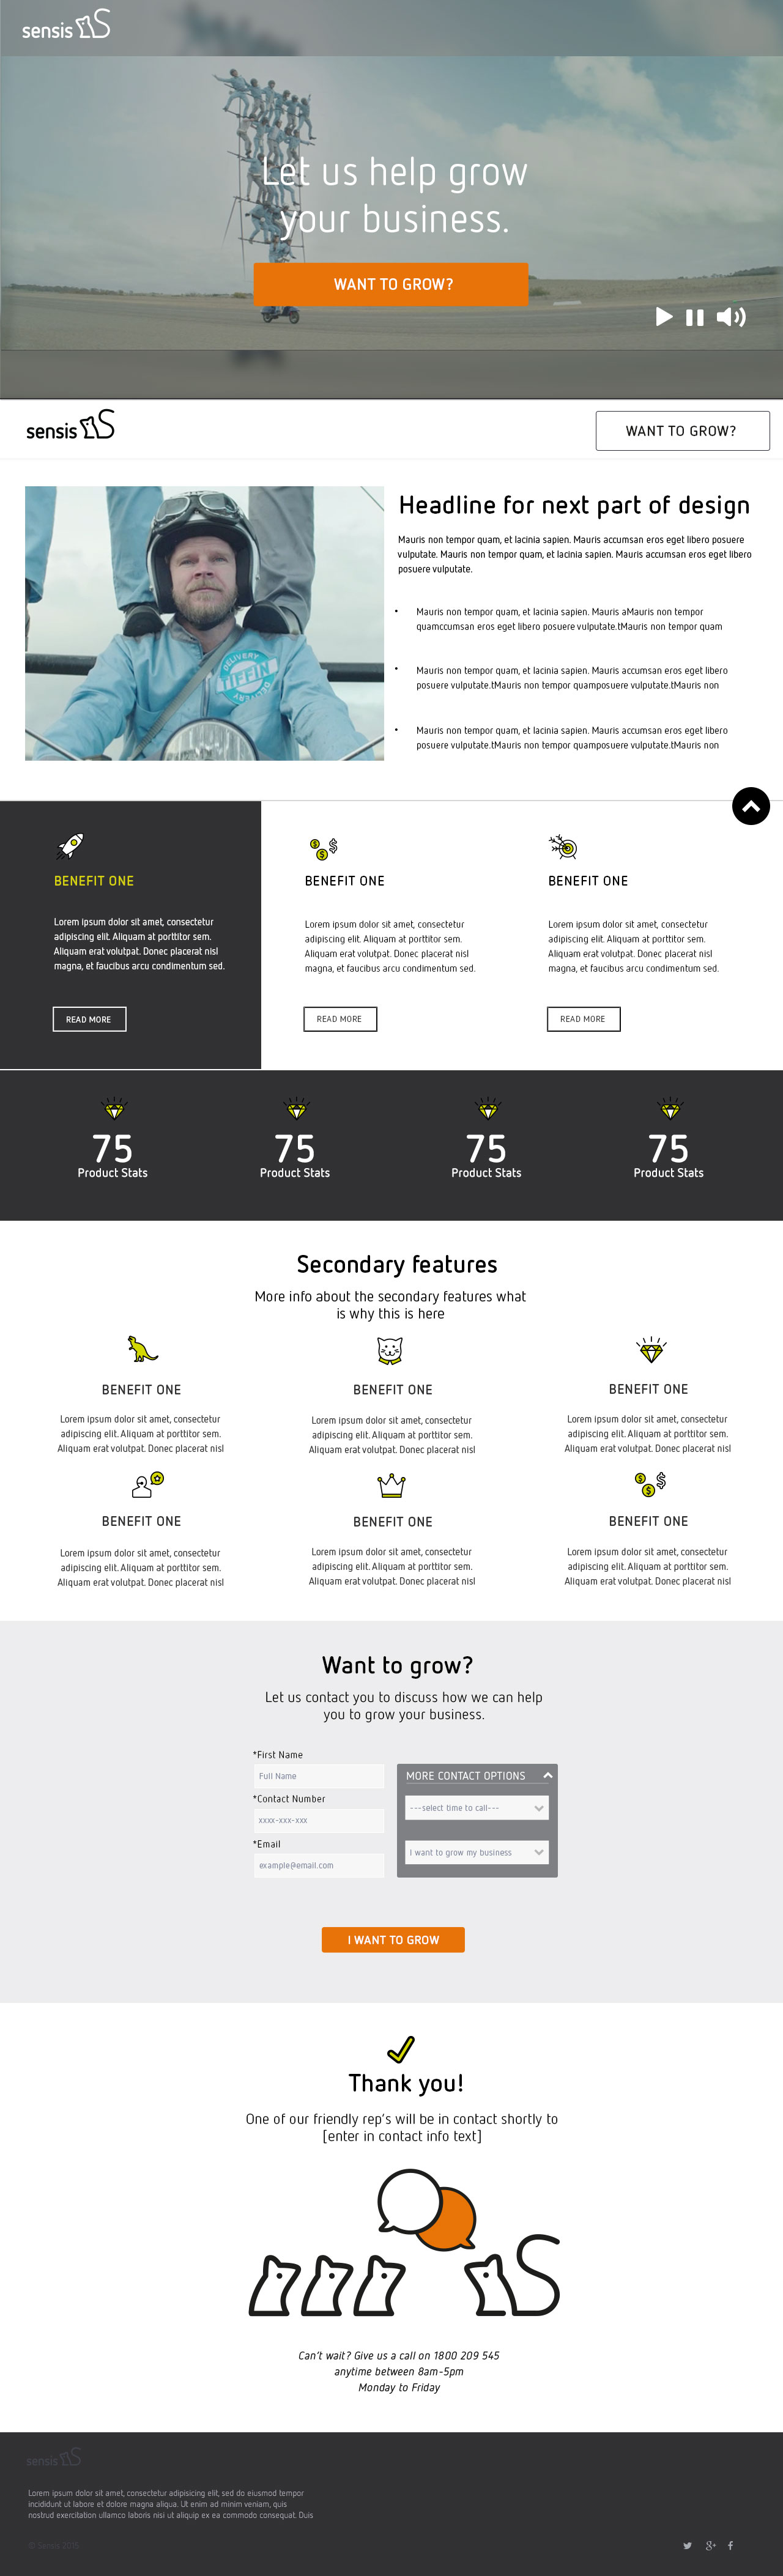 sensis
Let us help grow
your business.
WANT TO GROW?
sensis
WANT TO GROW?
DELIVERY
TIFFIN
DELIVERY
Headline for next part of design
Mauris non tempor quam, et lacinia sapien. Mauris accumsan eros eget libero posuere
vulputate. Mauris non tempor quam, et lacinia sapien. Mauris accumsan eros eget libero
posuere vulputate.
• Mauris non tempor quam, et lacinia sapien. Mauris aMauris non tempor
quamccumsan eros eget libero posuere vulputate.tMauris non tempor quam
• Mauris non tempor quam, et lacinia sapien. Mauris accumsan eros eget libero
posuere vulputate.tMauris non tempor quamposuere vulputate.tMauris non
• Mauris non tempor quam, et lacinia sapien. Mauris accumsan eros eget libero
posuere vulputate.tMauris non tempor quamposuere vulputate.tMauris non
BENEFIT ONE
Lorem ipsum dolor sit amet, consectetur
adipiscing elit. Aliquam at porttitor sem.
Aliquam erat volutpat. Donec placerat nisl
magna, et faucibus arcu condimentum sed.
READ MORE
BENEFIT ONE
Lorem ipsum dolor sit amet, consectetur
adipiscing elit. Aliquam at porttitor sem.
Aliquam erat volutpat. Donec placerat nisl
magna, et faucibus arcu condimentum sed.
READ MORE
BENEFIT ONE
Lorem ipsum dolor sit amet, consectetur
adipiscing elit. Aliquam at porttitor sem.
Aliquam erat volutpat. Donec placerat nisl
magna, et faucibus arcu condimentum sed.
READ MORE
75
Product Stats
75
Product Stats
75
Product Stats
75
Product Stats
Secondary features
More info about the secondary features what
is why this is here
BENEFIT ONE
Lorem ipsum dolor sit amet, consectetur
adipiscing elit. Aliquam at porttitor sem.
Aliquam erat volutpat. Donec placerat nisl
BENEFIT ONE
Lorem ipsum dolor sit amet, consectetur
adipiscing elit. Aliquam at porttitor sem.
Aliquam erat volutpat. Donec placerat nisl
BENEFIT ONE
Lorem ipsum dolor sit amet, consectetur
adipiscing elit. Aliquam at porttitor sem.
Aliquam erat volutpat. Donec placerat nisl
BENEFIT ONE
Lorem ipsum dolor sit amet, consectetur
adipiscing elit. Aliquam at porttitor sem.
Aliquam erat volutpat. Donec placerat nisl
BENEFIT ONE
Lorem ipsum dolor sit amet, consectetur
adipiscing elit. Aliquam at porttitor sem.
Aliquam erat volutpat. Donec placerat nisl
BENEFIT ONE
Lorem ipsum dolor sit amet, consectetur
adipiscing elit. Aliquam at porttitor sem.
Aliquam erat volutpat. Donec placerat nisl
Want to grow?
Let us contact you to discuss how we can help
you to grow your business.
*First Name
Full Name
*Contact Number
xxxx-xxx-xxx
*Email
example@email.com
MORE CONTACT OPTIONS
---select time to call---
I want to grow my business
I WANT TO GROW
Thank you!
One of our friendly rep's will be in contact shortly to
[enter in contact info text]
Can't wait? Give us a call on 1800 209 545
anytime between 8am-5pm
Monday to Friday
sensis
Lorem ipsum dolor sit amet, consectetur adipisicing elit, sed do eiusmod tempor
incididunt ut labore et dolore magna aliqua. Ut enim ad minim veniam, quis
nostrud exercitation ullamco laboris nisi ut aliquip ex ea commodo consequat. Duis
© Sensis 2015